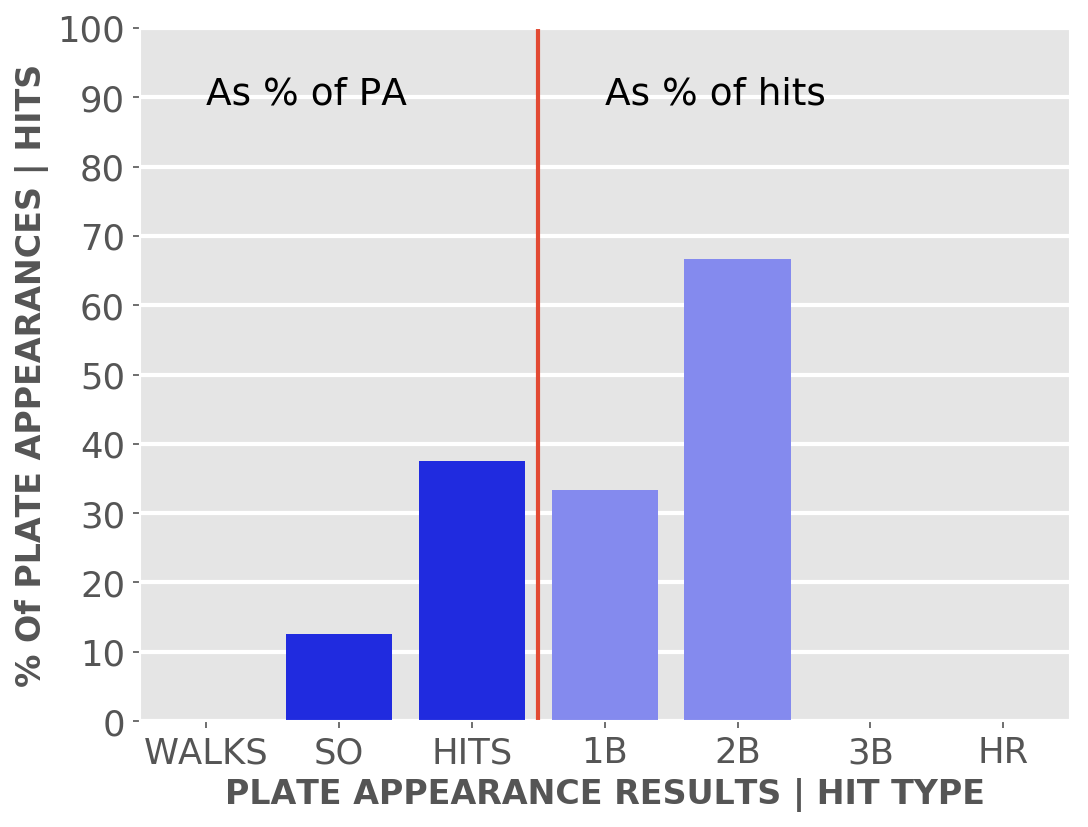 100
90
80
70
60
50
40
30
20
10
0
% Of PLATE APPEARANCES | HITS
As % of PA
As % of hits
WALKS SO HITS 1B 2B 3B HR
PLATE APPEARANCE RESULTS | HIT TYPE